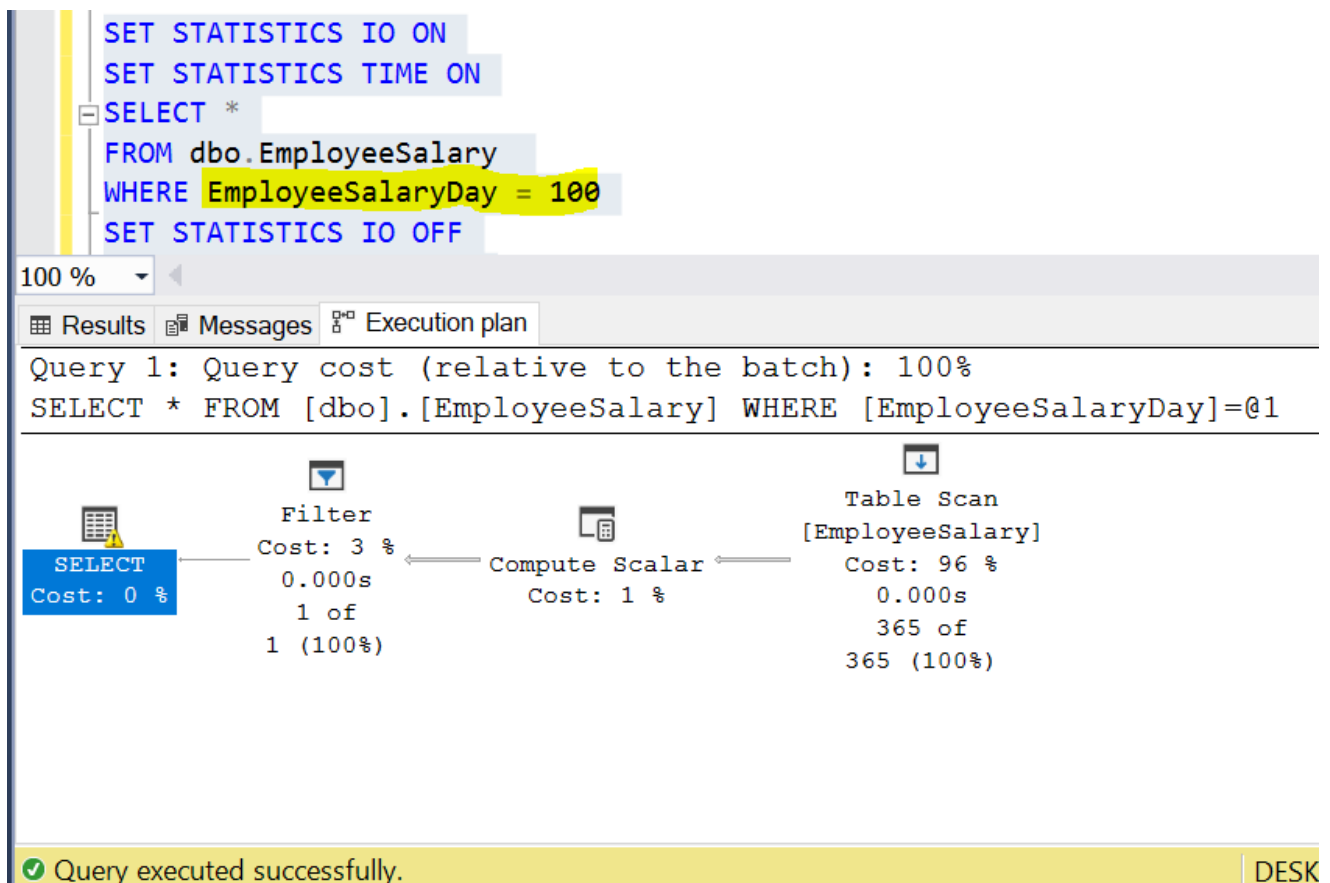 SET STATISTICS IO ON
SET STATISTICS TIME ON
SELECT *
FROM dbo.EmployeeSalary
WHERE EmployeeSalaryDay = 100
SET STATISTICS IO OFF
100 %
Results Messages Execution plan
Query 1: Query cost (relative to the batch): 100%
SELECT * FROM [dbo].[EmployeeSalary] WHERE [EmployeeSalaryDay]=@1
SELECT
Cost: 0 %
Filter
Cost: 3 %
0.000s
1 of
1 (100%)
Compute Scalar
Cost: 1 %
Table Scan
[EmployeeSalary]
Cost: 96 %
0.000s
365 of
365 (100%)
Query executed successfully.
DESK